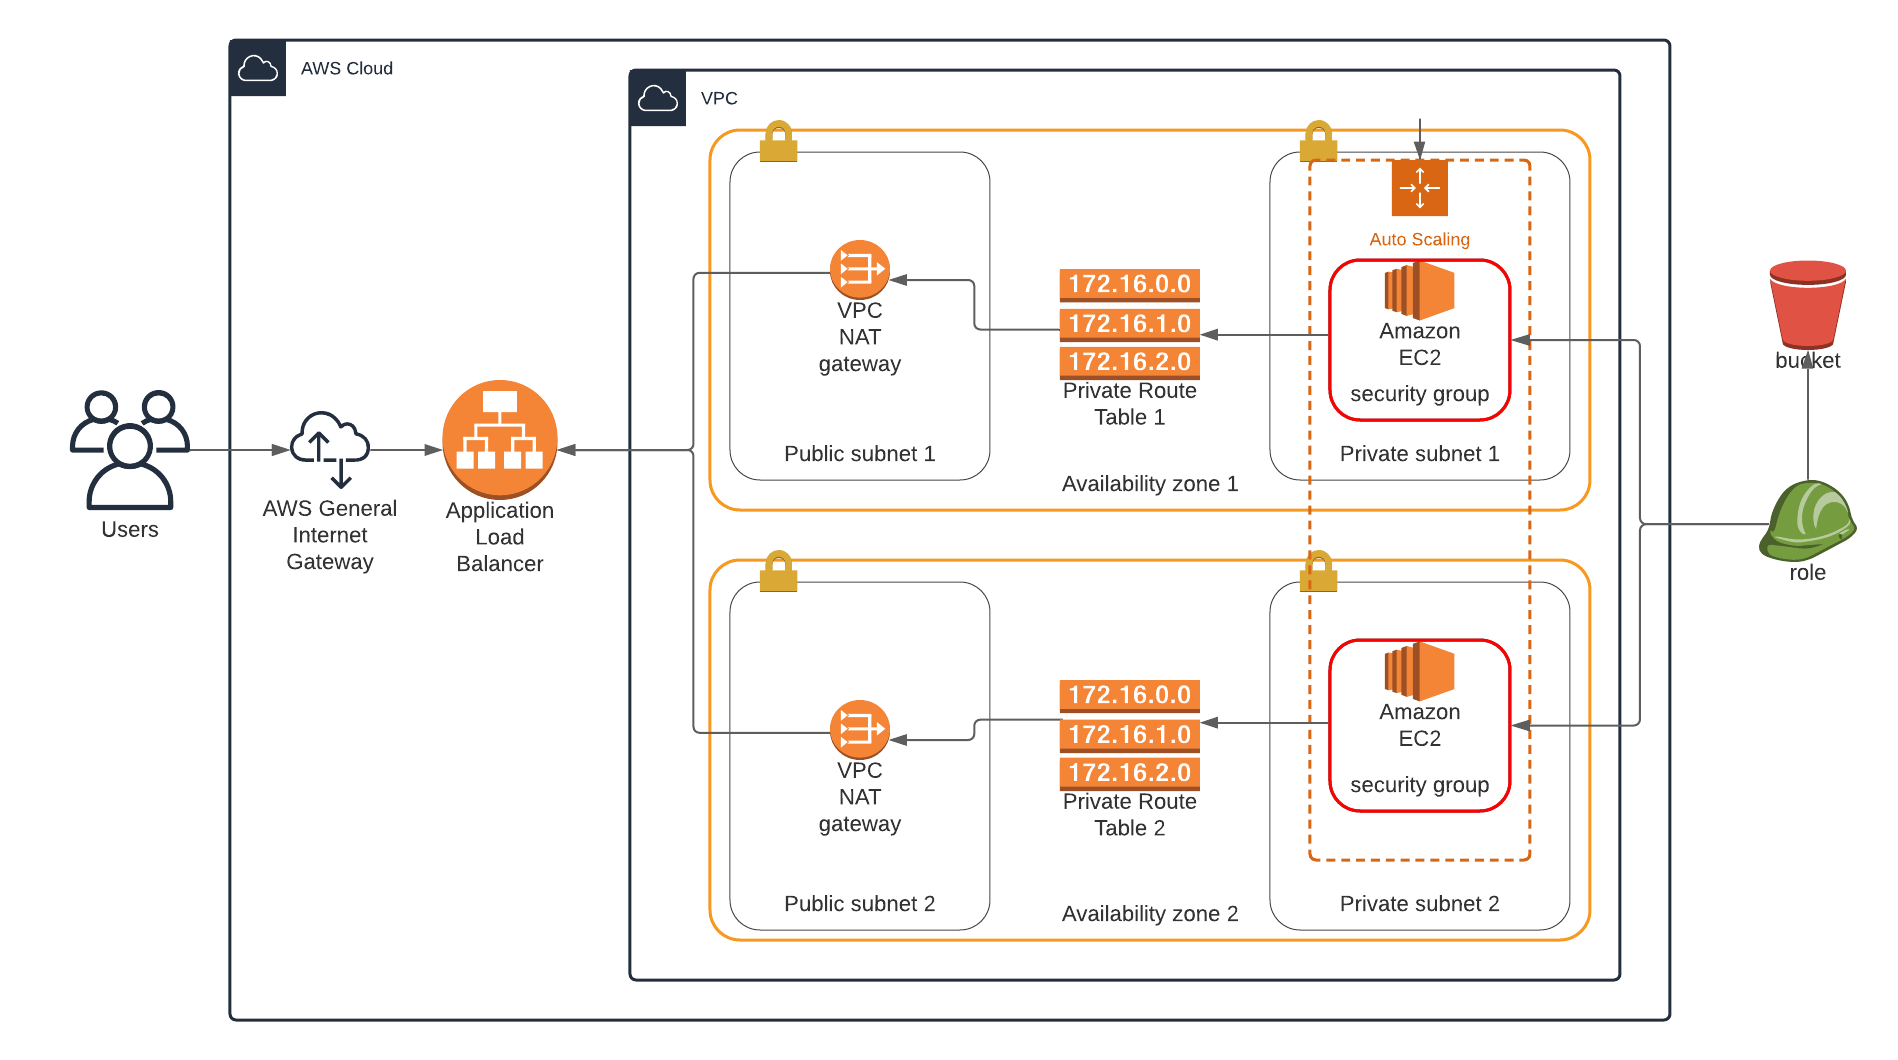 AWS Cloud
VPC
Users
AWS General
Internet
Gateway
Application
Load
Balancer
VPC
NAT
gateway
Public subnet 1
172.16.0.0
172.16.1.0
172.16.2.0
Private Route
Table 1
Availability zone 1
Auto Scaling
Amazon
EC2
security group
Private subnet 1
VPC
NAT
gateway
Public subnet 2
172.16.0.0
172.16.1.0
172.16.2.0
Private Route
Table 2
Availability zone 2
Amazon
EC2
security group
Private subnet 2
bucket
role